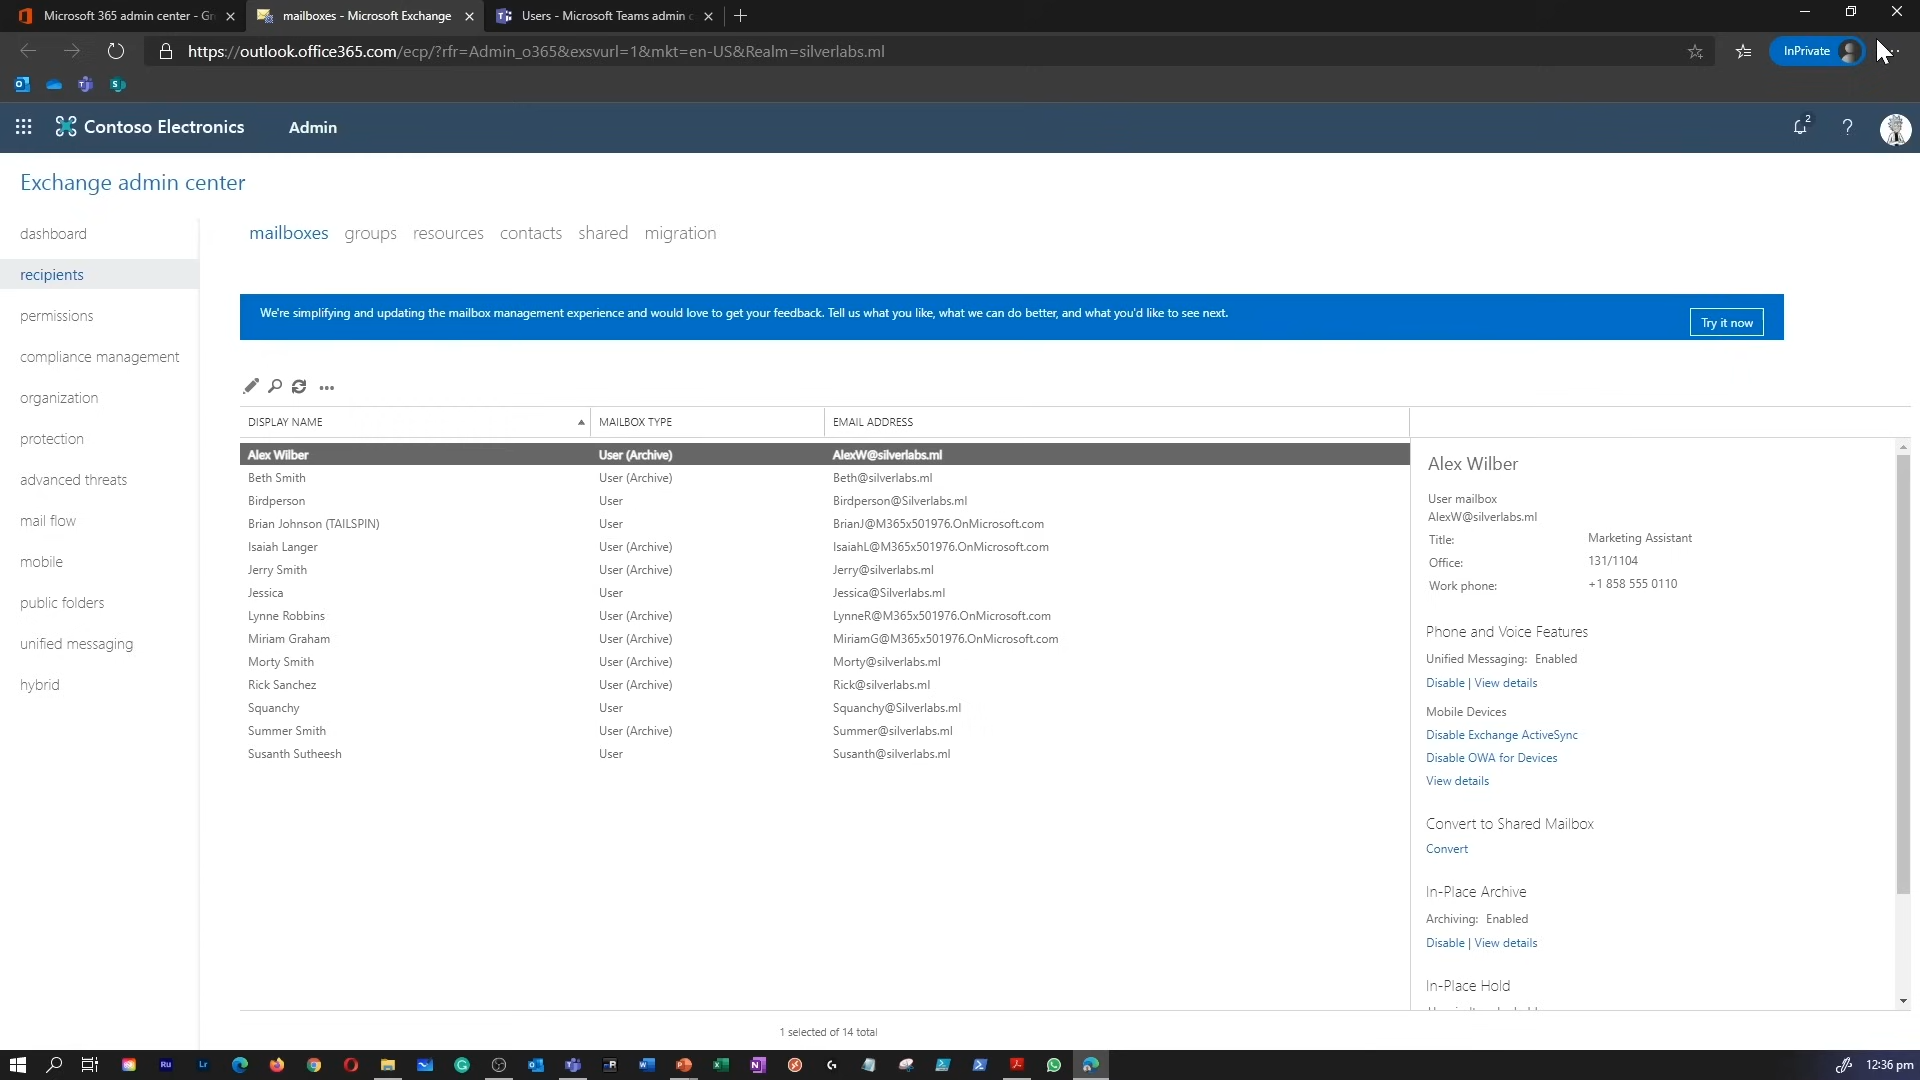 Microsoft 365 admin center - Gr
mailboxes - Microsoft Exchange
Users - Microsoft Teams admin c
https://outlook.office365.com/ecp/?rfr=Admin_o365&exsvurl=1&mkt=en-US&Realm=silverlabs.ml
InPrivate
Contoso Electronics
Admin
2
?
Exchange admin center
dashboard
recipients
permissions
compliance management
organization
protection
advanced threats
mail flow
mobile
public folders
unified messaging
hybrid
mailboxes groups resources contacts shared migration
We're simplifying and updating the mailbox management experience and would love to get your feedback. Tell us what you like, what we can do better, and what you'd like to see next.
Try it now
DISPLAY NAME MAILBOX TYPE EMAIL ADDRESS
Alex Wilber User (Archive) AlexW@silverlabs.ml
Beth Smith User (Archive) Beth@silverlabs.ml
Birdperson User Birdperson@Silverlabs.ml
Brian Johnson (TAILSPIN) User BrianJ@M365x501976.OnMicrosoft.com
Isaiah Langer User (Archive) IsaiahL@M365x501976.OnMicrosoft.com
Jerry Smith User (Archive) Jerry@silverlabs.ml
Jessica User Jessica@Silverlabs.ml
Lynne Robbins User (Archive) LynneR@M365x501976.OnMicrosoft.com
Miriam Graham User (Archive) MiriamG@M365x501976.OnMicrosoft.com
Morty Smith User (Archive) Morty@silverlabs.ml
Rick Sanchez User (Archive) Rick@silverlabs.ml
Squanchy User Squanchy@Silverlabs.ml
Summer Smith User (Archive) Summer@silverlabs.ml
Susanth Sutheesh User Susanth@silverlabs.ml
Alex Wilber
User mailbox
AlexW@silverlabs.ml
Title: Marketing Assistant
Office: 131/1104
Work phone: +1 858 555 0110
Phone and Voice Features
Unified Messaging: Enabled
Disable | View details
Mobile Devices
Disable Exchange ActiveSync
Disable OWA for Devices
View details
Convert to Shared Mailbox
Convert
In-Place Archive
Archiving: Enabled
Disable | View details
In-Place Hold
1 selected of 14 total
12:36 pm